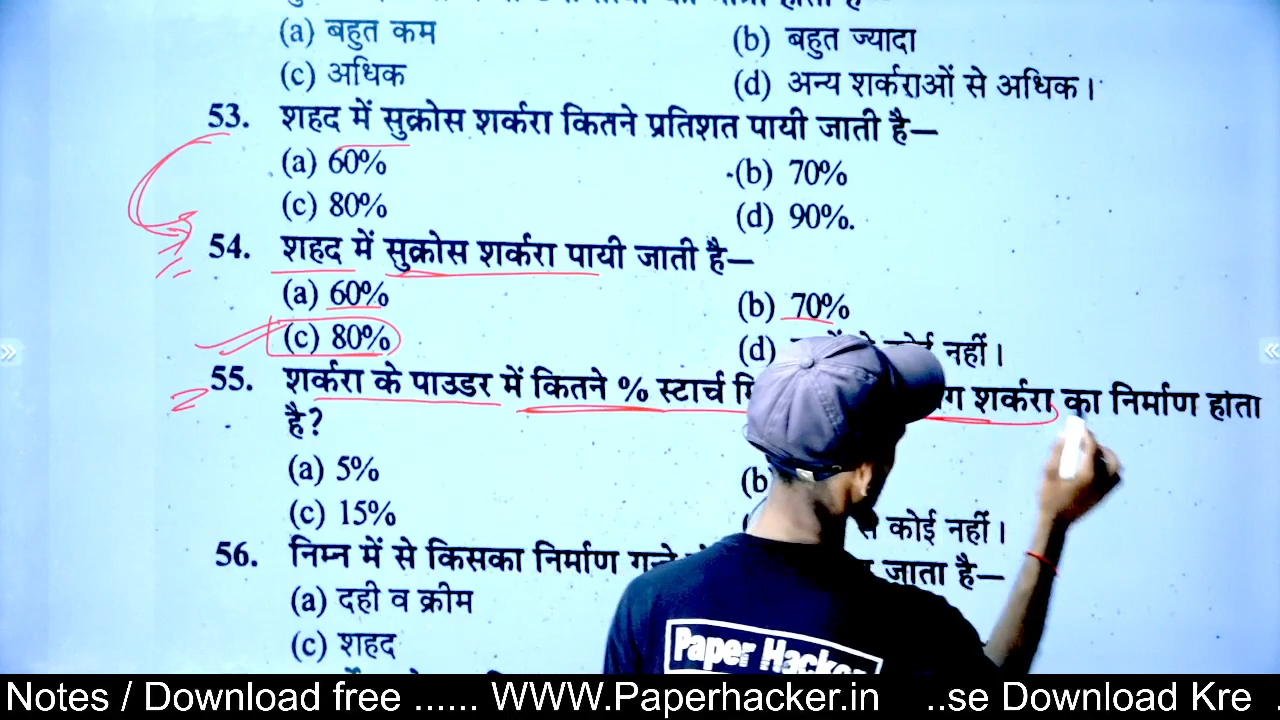 (a) बहुत कम (b) बहुत ज्यादा
(c) अधिक (d) अन्य शर्कराओं से अधिक।
53. शहद में सुक्रोस शर्करा कितने प्रतिशत पायी जाती है—
(a) 60% (b) 70%
(c) 80% (d) 90%.
54. शहद में सुक्रोस शर्करा पायी जाती है—
(a) 60% (b) 70%
(c) 80% (d) कोई नहीं।
55. शर्करा के पाउडर में कितने % स्टार्च शर्करा का निर्माण होता
है?
(a) 5% (b)
(c) 15% कोई नहीं।
56. निम्न में से किसका निर्माण जाता है—
(a) दही व क्रीम
(c) शहद
Paper Hacker
Notes / Download free ...... WWW.Paperhacker.in ..se Download Kre